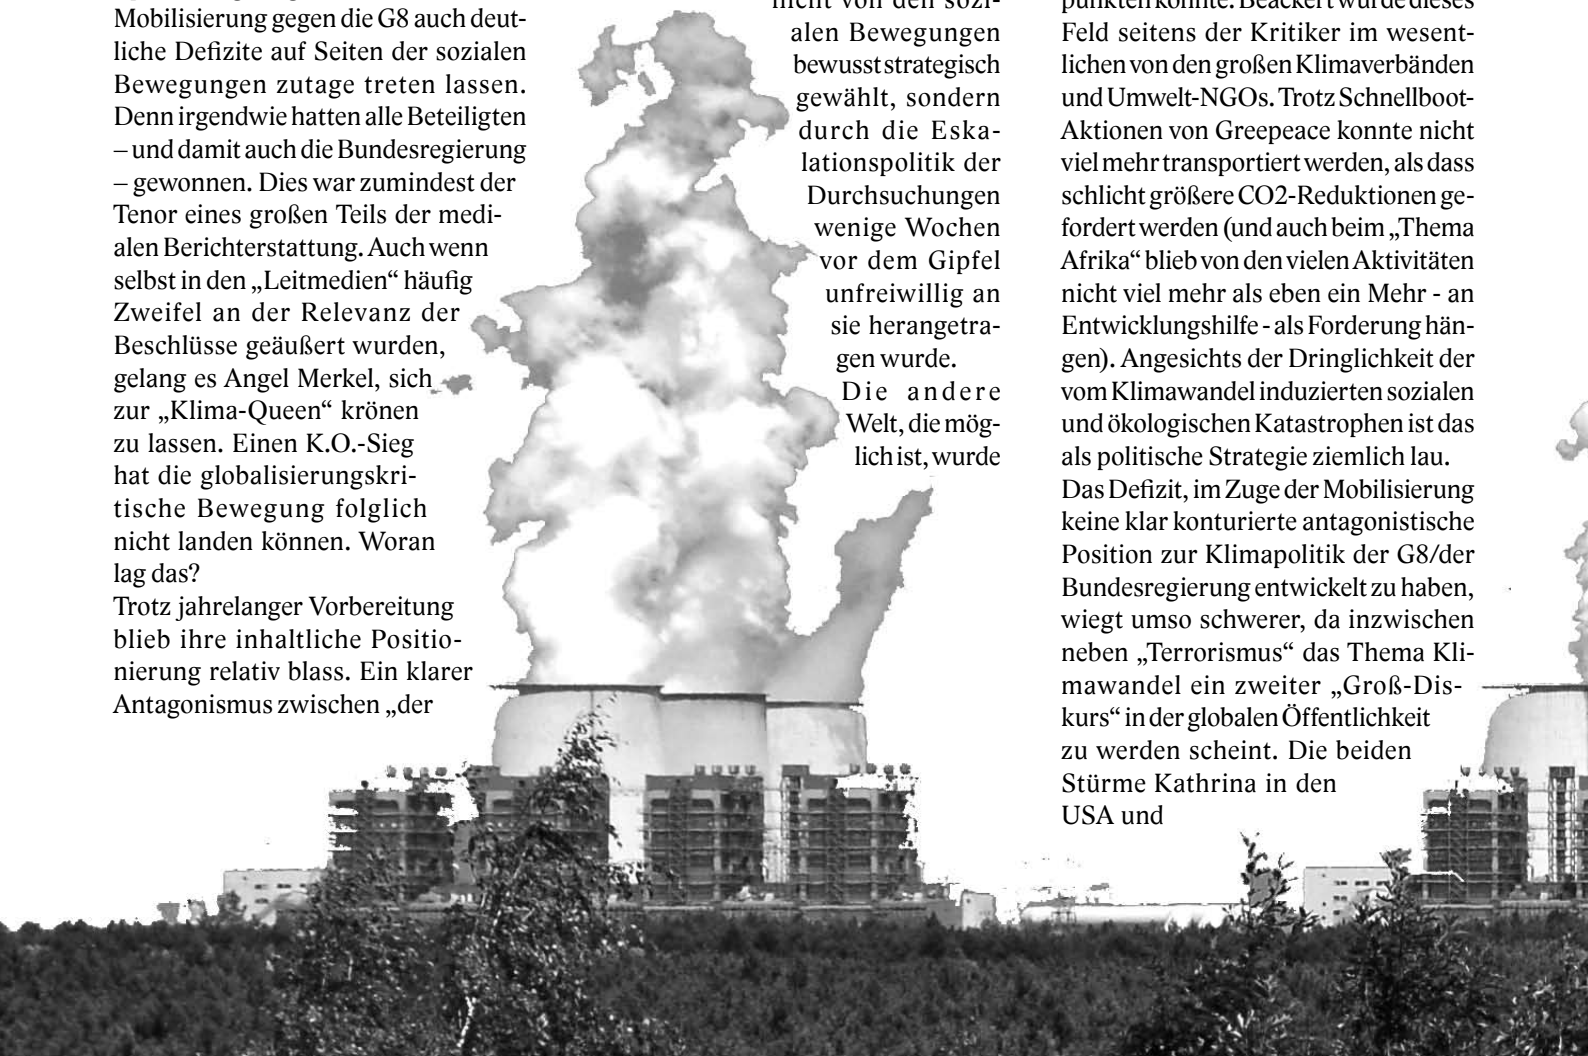 Mobilisierung gegen die G8 auch deut-
liche Defizite auf Seiten der sozialen
Bewegungen zutage treten lassen.
Denn irgendwie hatten alle Beteiligten
– und damit auch die Bundesregierung
– gewonnen. Dies war zumindest der
Tenor eines großen Teils der medi-
alen Berichterstattung. Auch wenn
selbst in den „Leitmedien“ häufig
Zweifel an der Relevanz der
Beschlüsse geäußert wurden,
gelang es Angel Merkel, sich
zur „Klima-Queen“ krönen
zu lassen. Einen K.O.-Sieg
hat die globalisierungskri-
tische Bewegung folglich
nicht landen können. Woran
lag das?
Trotz jahrelanger Vorbereitung
blieb ihre inhaltliche Positio-
nierung relativ blass. Ein klarer
Antagonismus zwischen „der
nicht von den sozi-
alen Bewegungen
bewusst strategisch
gewählt, sondern
durch die Eska-
lationspolitik der
Durchsuchungen
wenige Wochen
vor dem Gipfel
unfreiwillig an
sie herangetra-
gen wurde.
Die andere
Welt, die mög-
lich ist, wurde
punkten konnte. Beackert wurde dieses
Feld seitens der Kritiker im wesent-
lichen von den großen Klimaverbänden
und Umwelt-NGOs. Trotz Schnellboot-
Aktionen von Greepeace konnte nicht
viel mehr transportiert werden, als dass
schlicht größere CO2-Reduktionen ge-
fordert werden (und auch beim „Thema
Afrika“ blieb von den vielen Aktivitäten
nicht viel mehr als eben ein Mehr - an
Entwicklungshilfe - als Forderung hän-
gen). Angesichts der Dringlichkeit der
vom Klimawandel induzierten sozialen
und ökologischen Katastrophen ist das
als politische Strategie ziemlich lau.
Das Defizit, im Zuge der Mobilisierung
keine klar konturierte antagonistische
Position zur Klimapolitik der G8/der
Bundesregierung entwickelt zu haben,
wiegt umso schwerer, da inzwischen
neben „Terrorismus“ das Thema Kli-
mawandel ein zweiter „Groß-Dis-
kurs“ in der globalen Öffentlichkeit
zu werden scheint. Die beiden
Stürme Kathrina in den
USA und